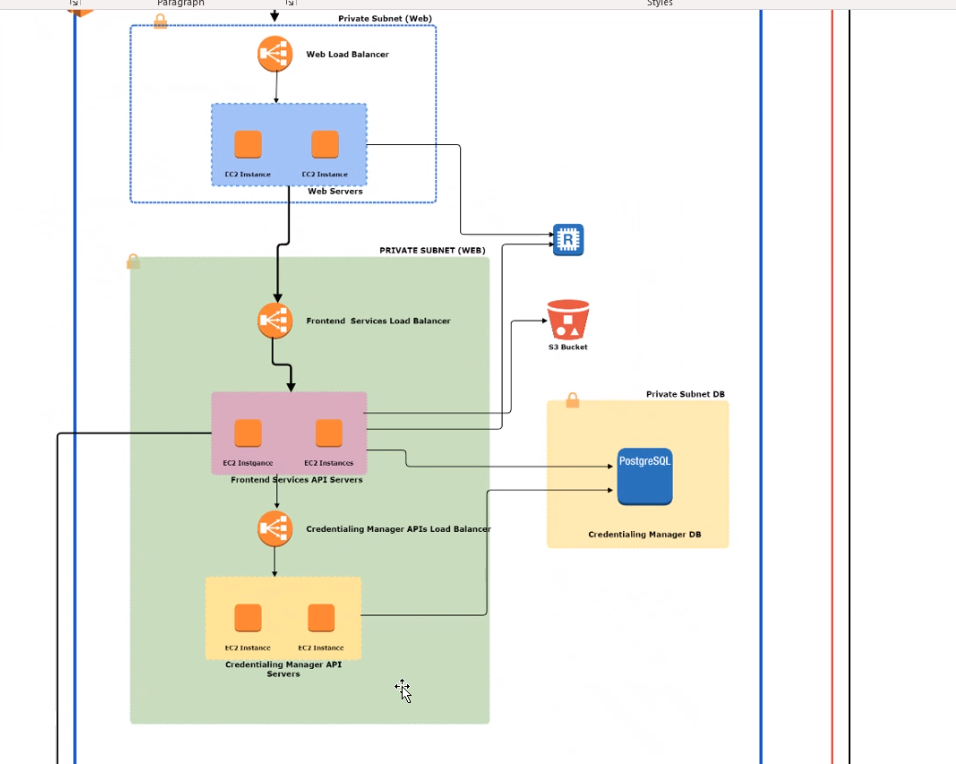 Paragraph
Styles
Private Subnet (Web)
Web Load Balancer
EC2 Instance
EC2 Instance
Web Servers
PRIVATE SUBNET (WEB)
R
Frontend  Services Load Balancer
S3 Bucket
Private Subnet DB
EC2 Instgance
EC2 Instances
Frontend Services API Servers
PostgreSQL
Credentialing Manager APIs Load Balancer
Credentialing Manager DB
EC2 Instance
EC2 Instance
Credentialing Manager API
Servers